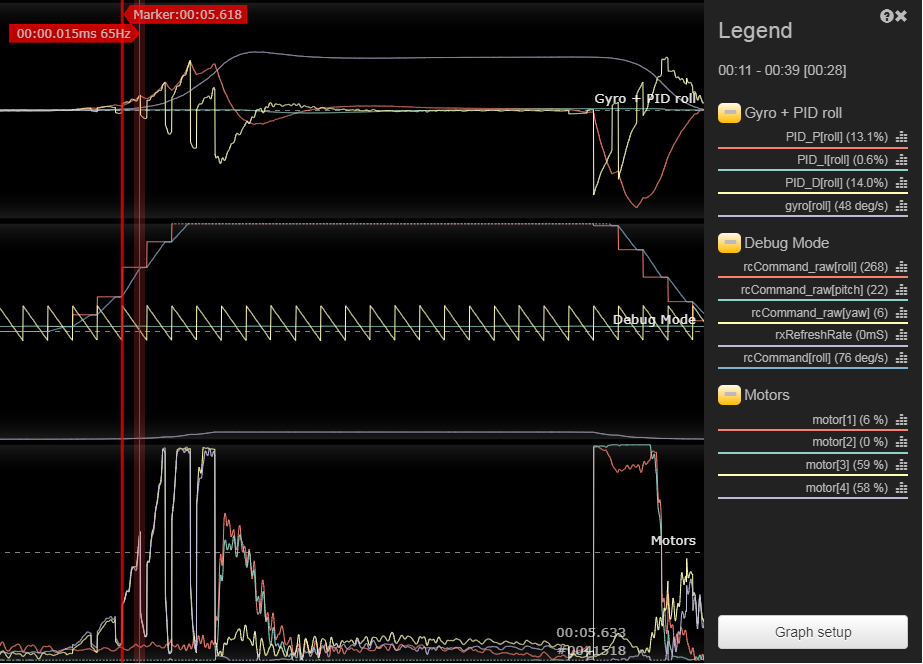 Marker:00:05.618
00:00.015ms 65Hz
Gyro + PID roll
Debug Mode
Motors
00:05.633
#0041518
Legend
00:11 - 00:39 [00:28]
Gyro + PID roll
PID_P[roll] (13.1%)
PID_I[roll] (0.6%)
PID_D[roll] (14.0%)
gyro[roll] (48 deg/s)
Debug Mode
rcCommand_raw[roll] (268)
rcCommand_raw[pitch] (22)
rxCommand_raw[yaw] (6)
rxRefreshRate (0mS)
rcCommand[roll] (76 deg/s)
Motors
motor[1] (6 %)
motor[2] (0 %)
motor[3] (59 %)
motor[4] (58 %)
Graph setup